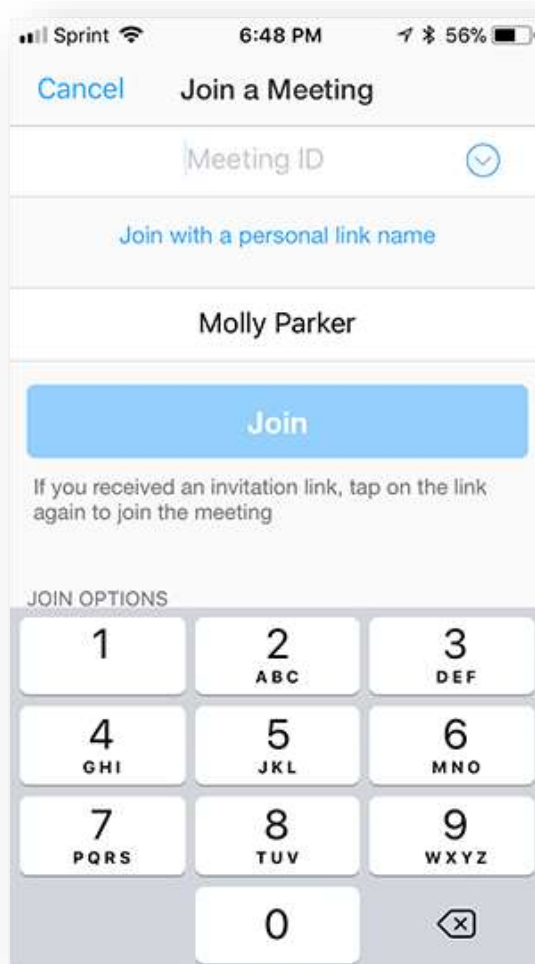 Sprint 6:48 PM 56%
Cancel Join a Meeting
Meeting ID
Join with a personal link name
Molly Parker
Join
If you received an invitation link, tap on the link
again to join the meeting
JOIN OPTIONS
1 2 3
ABC DEF
4 5 6
GHI JKL MNO
7 8 9
PQRS TUV WXYZ
0